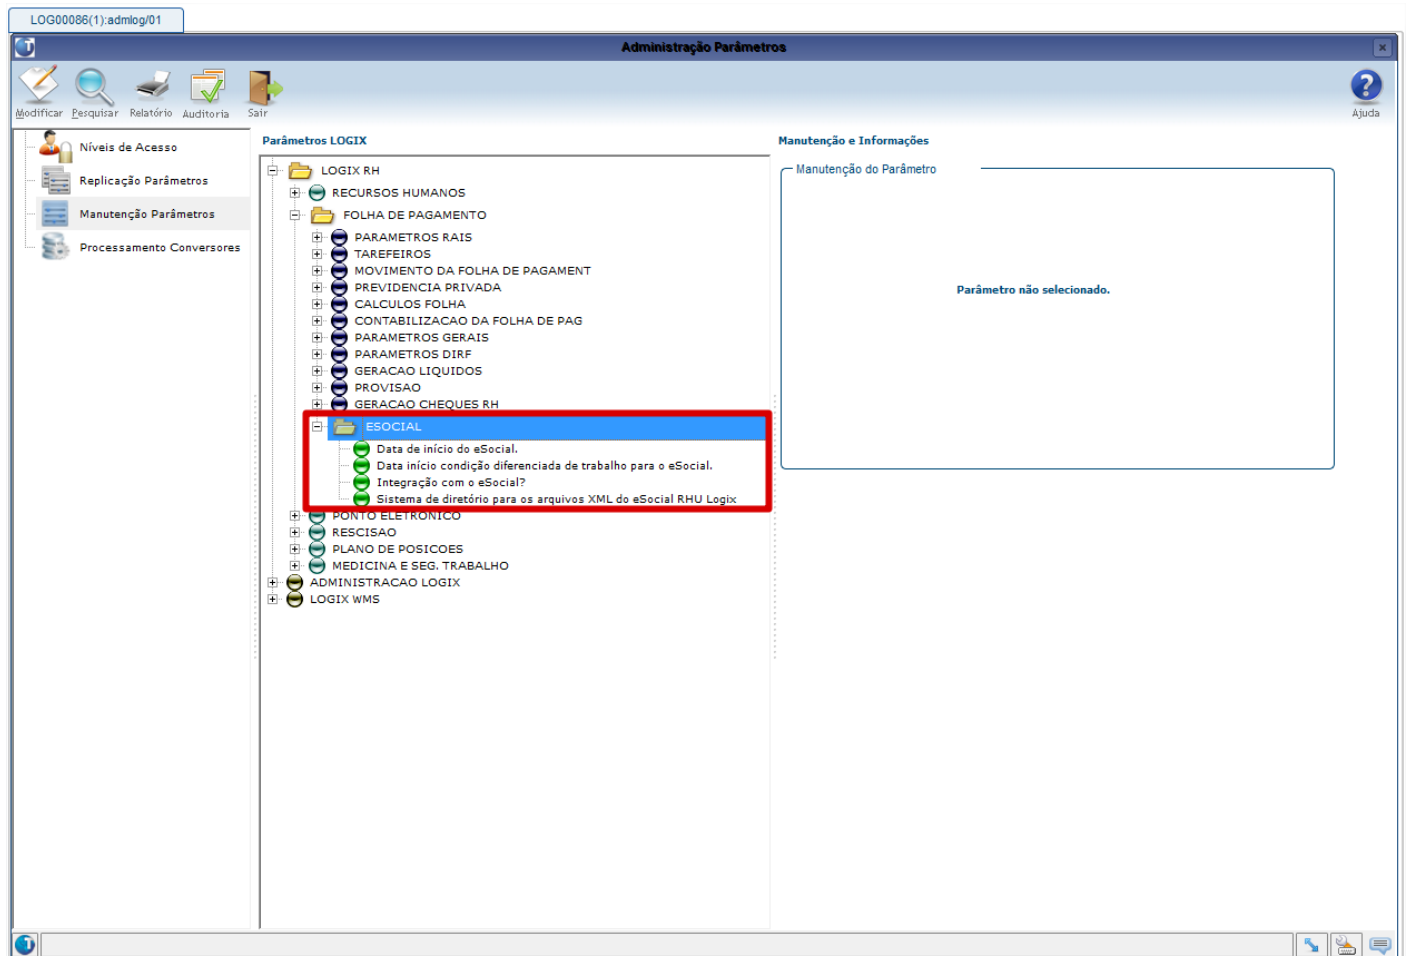 LOG00086(1):admlog/01
Administração Parâmetros
Modificar Pesquisar Relatório Auditoria Sair
Ajuda
Níveis de Acesso
Replicação Parâmetros
Manutenção Parâmetros
Processamento Conversores
Parâmetros LOGIX
LOGIX RH
RECURSOS HUMANOS
FOLHA DE PAGAMENTO
PARAMETROS RAIS
TAREFEIROS
MOVIMENTO DA FOLHA DE PAGAMENT
PREVIDENCIA PRIVADA
CALCULOS FOLHA
CONTABILIZACAO DA FOLHA DE PAG
PARAMETROS GERAIS
PARAMETROS DIRF
GERACAO LIQUIDOS
PROVISAO
GERACAO CHEQUES RH
ESOCIAL
Data de início do eSocial.
Data início condição diferenciada de trabalho para o eSocial.
Integração com o eSocial?
Sistema de diretório para os arquivos XML do eSocial RHU Logix
PONTO ELETRONICO
RESCISAO
PLANO DE POSICOES
MEDICINA E SEG. TRABALHO
ADMINISTRACAO LOGIX
LOGIX WMS
Manutenção e Informações
Manutenção do Parâmetro
Parâmetro não selecionado.